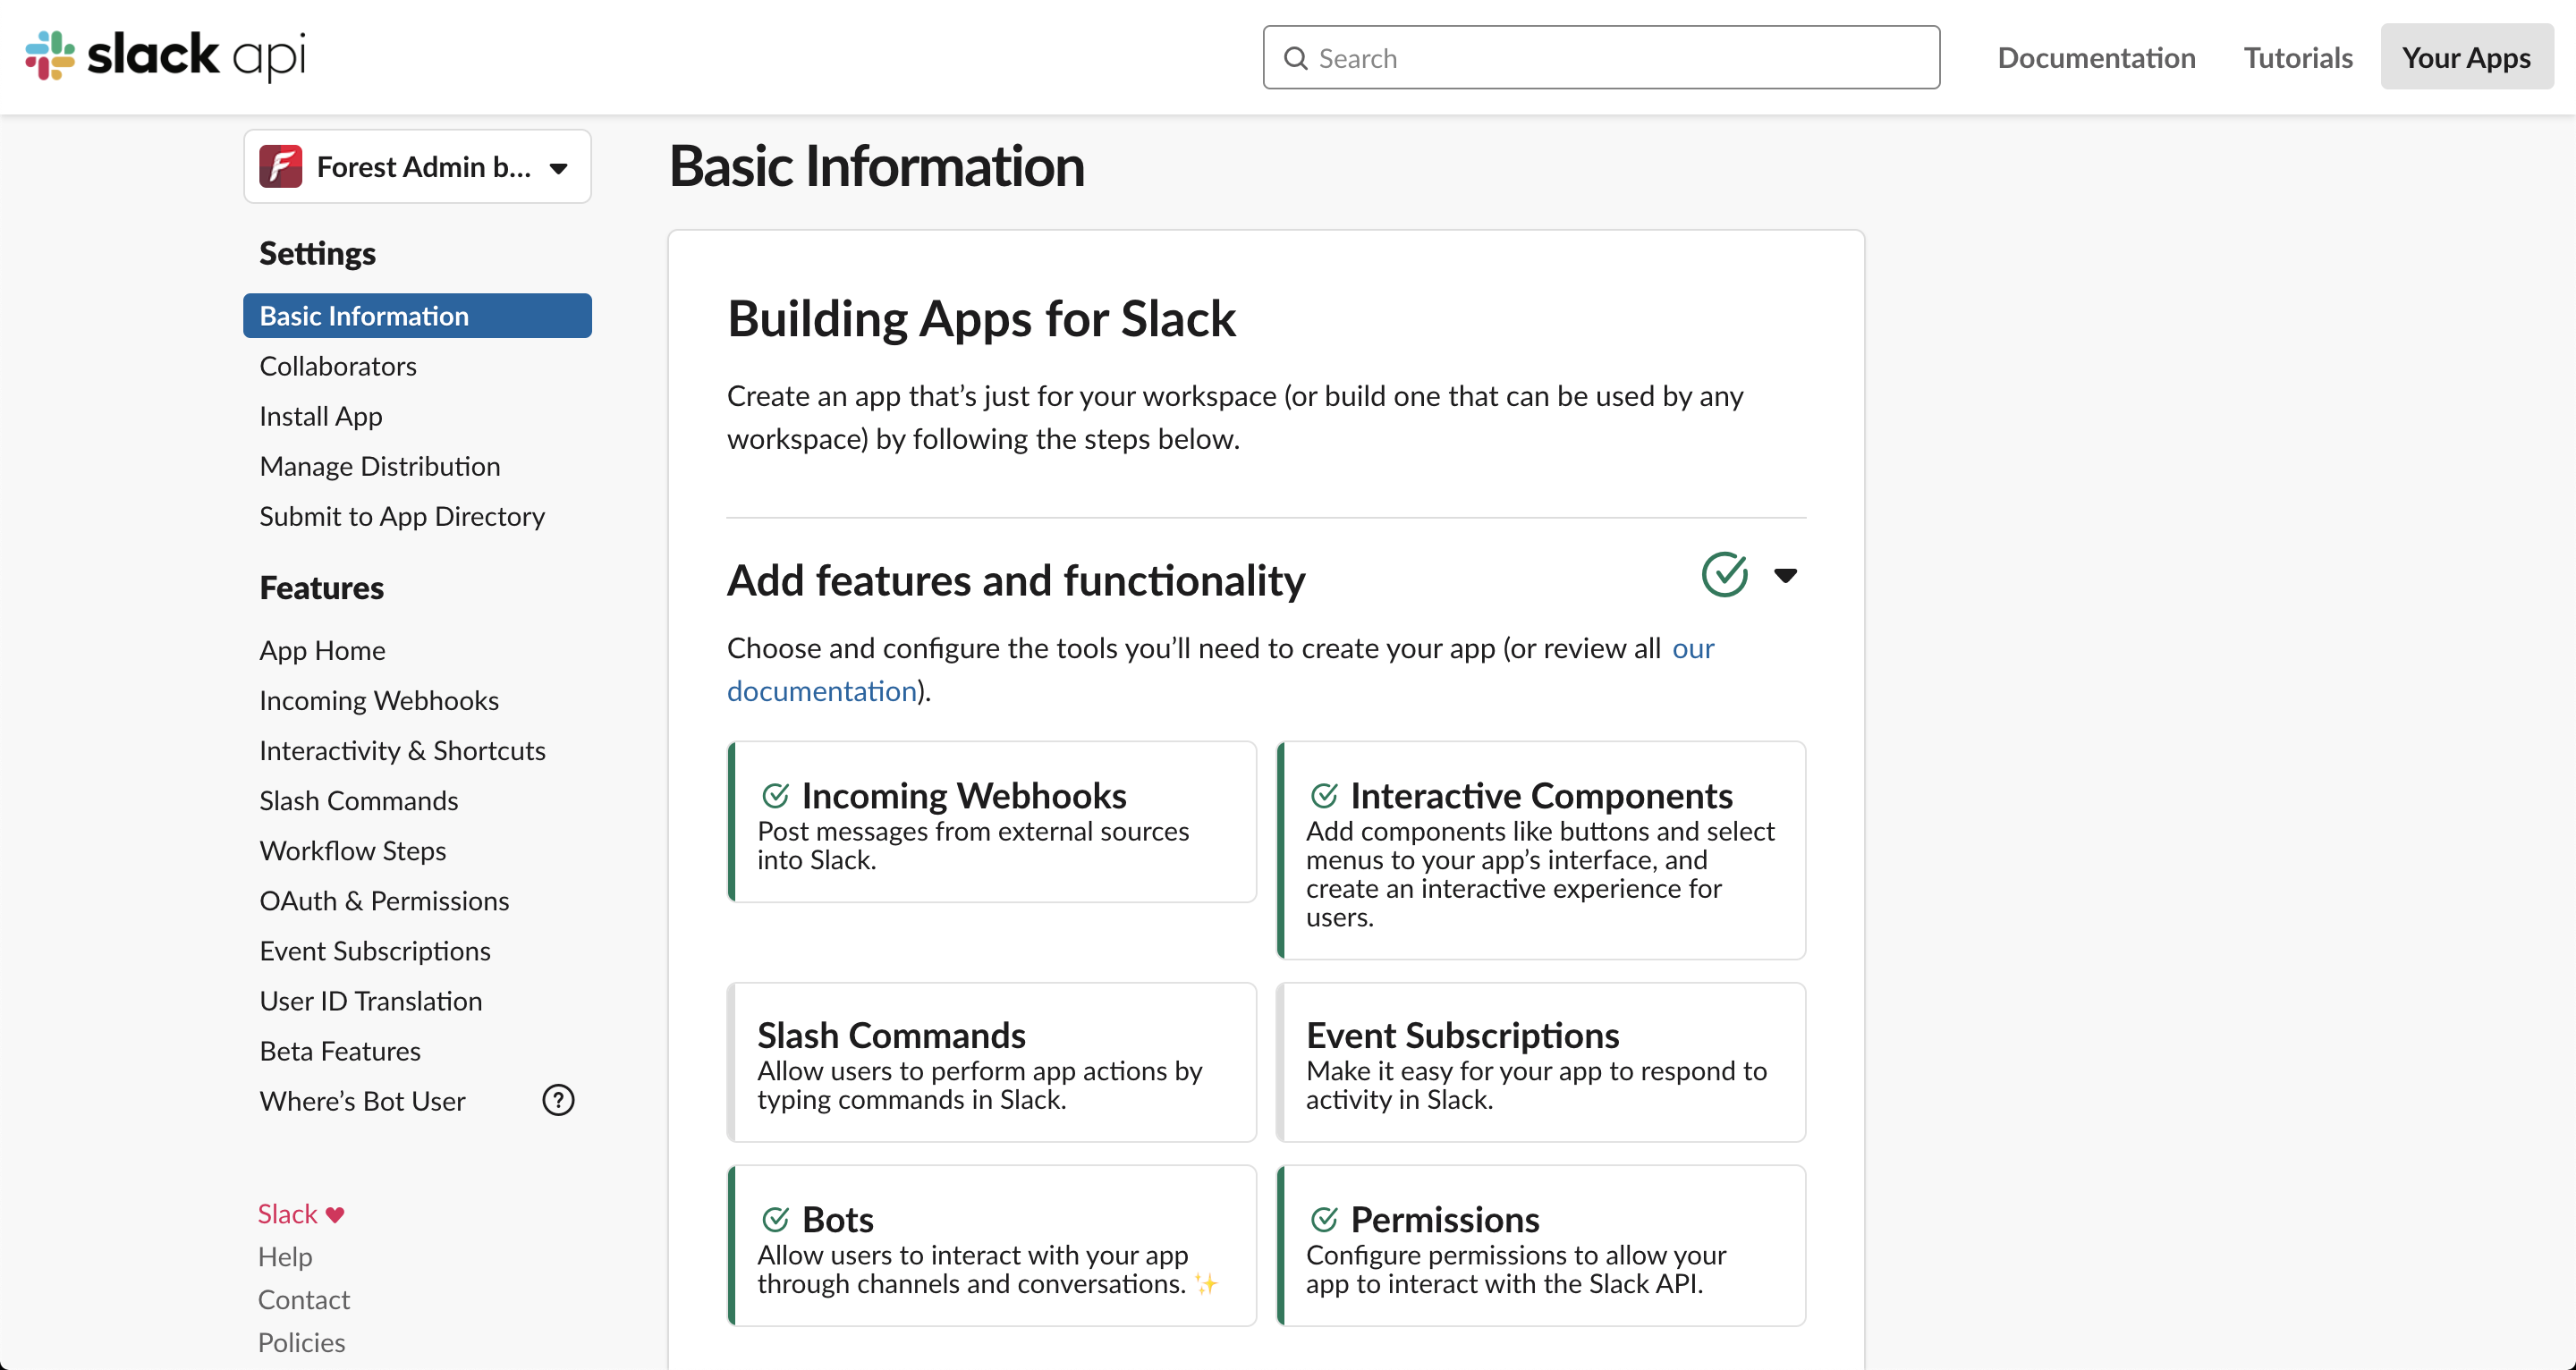 slack api
Search
Documentation
Tutorials
Your Apps
Forest Admin b...
Settings
Basic Information
Collaborators
Install App
Manage Distribution
Submit to App Directory
Features
App Home
Incoming Webhooks
Interactivity & Shortcuts
Slash Commands
Workflow Steps
OAuth & Permissions
Event Subscriptions
User ID Translation
Beta Features
Where’s Bot User
?
Slack ♥
Help
Contact
Policies
Basic Information
Building Apps for Slack
Create an app that’s just for your workspace (or build one that can be used by any
workspace) by following the steps below.
Add features and functionality
Choose and configure the tools you’ll need to create your app (or review all our
documentation).
Incoming Webhooks
Post messages from external sources
into Slack.
Interactive Components
Add components like buttons and select
menus to your app’s interface, and
create an interactive experience for
users.
Slash Commands
Allow users to perform app actions by
typing commands in Slack.
Event Subscriptions
Make it easy for your app to respond to
activity in Slack.
Bots
Allow users to interact with your app
through channels and conversations. ✨
Permissions
Configure permissions to allow your
app to interact with the Slack API.